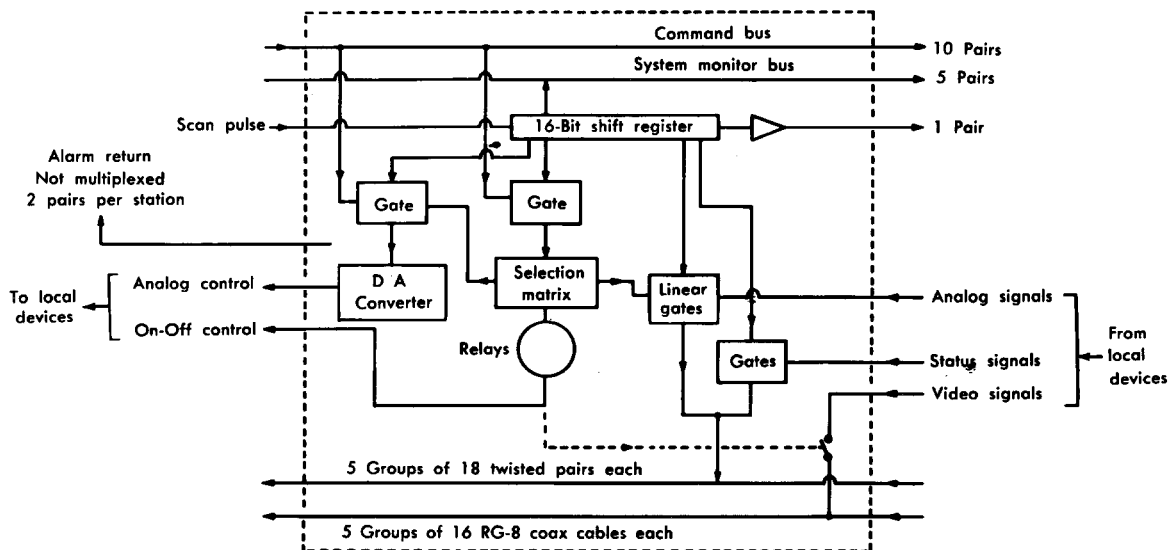 Command bus
10 Pairs
System monitor bus
5 Pairs
Scan pulse
16-Bit shift register
1 Pair
Alarm return
Not multiplexed
2 pairs per station
Gate
Gate
To local
devices
Analog control
On-Off control
D A
Converter
Selection
matrix
Relays
Linear
gates
Gates
Analog signals
Status signals
Video signals
From
local
devices
5 Groups of 18 twisted pairs each
5 Groups of 16 RG-8 coax cables each